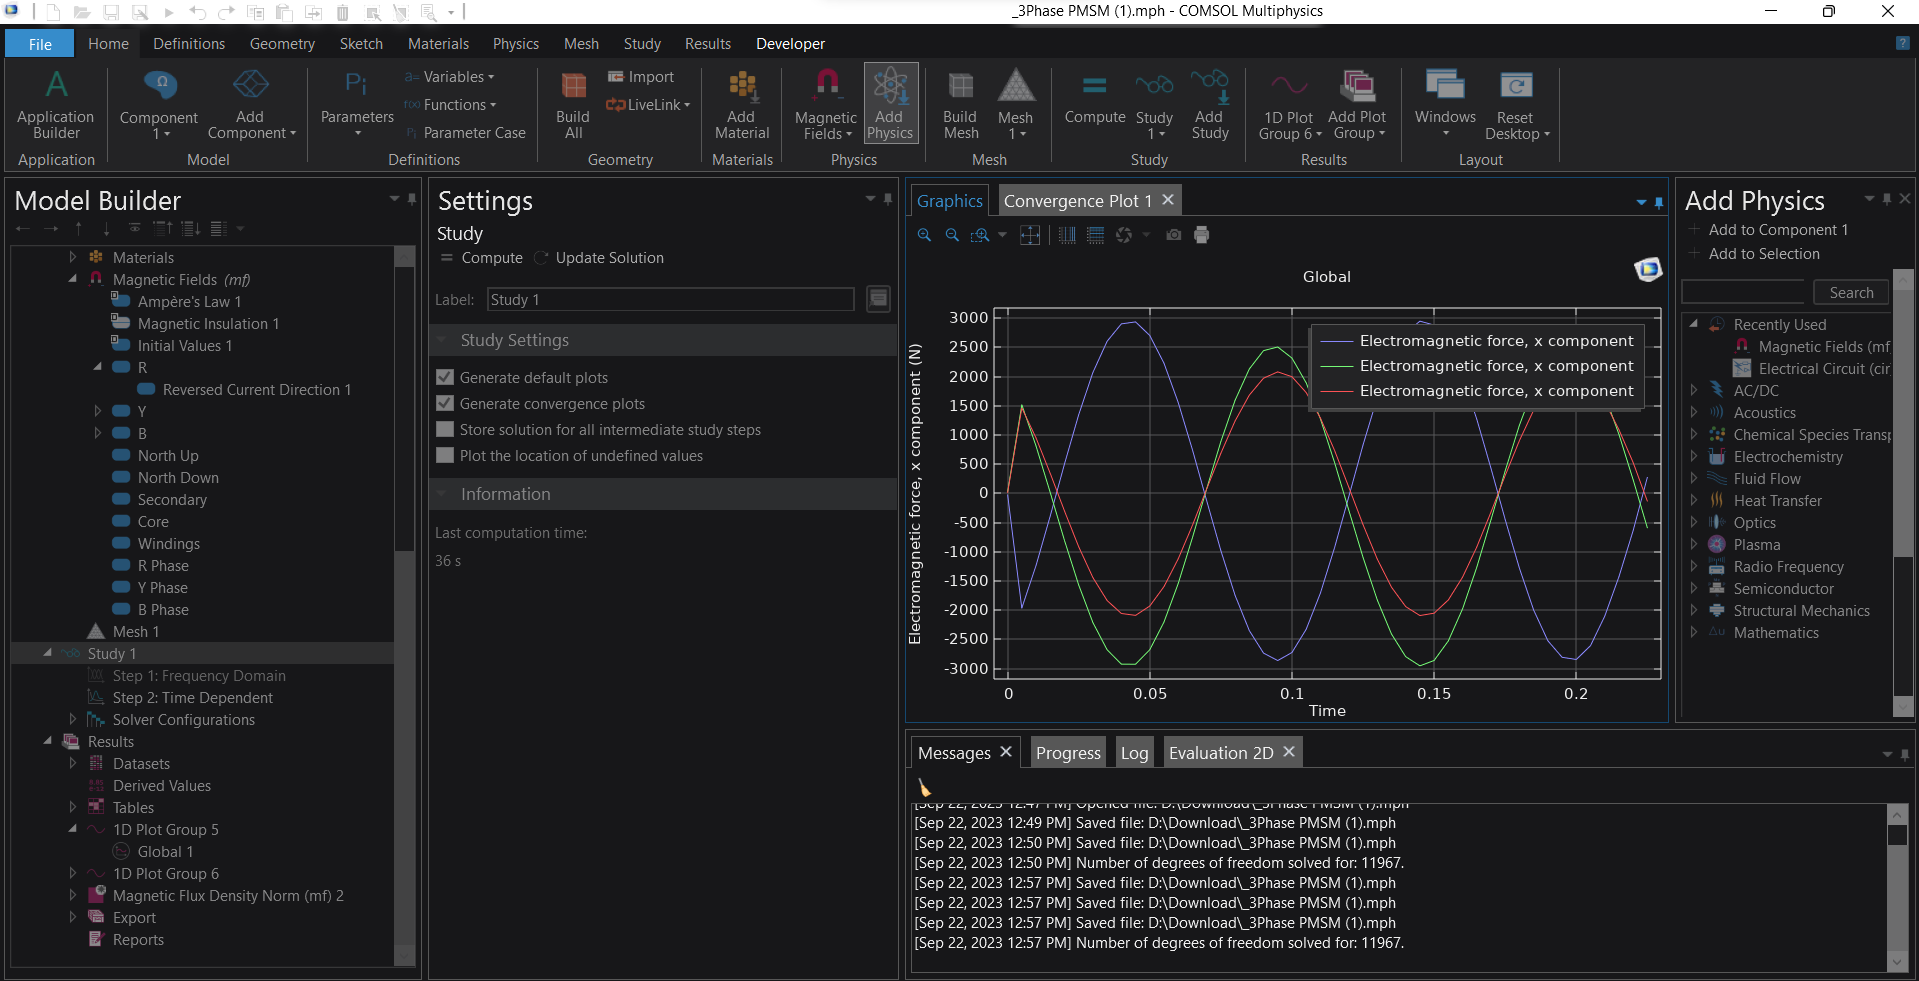 _3Phase PMSM (1).mph - COMSOL Multiphysics
File Home Definitions Geometry Sketch Materials Physics Mesh Study Results Developer
Application Builder
Application
Component 1
Add Component
Model
Parameters
Pi
a= Variables
f(x) Functions
Pi Parameter Case
Definitions
Build All
Import
LiveLink
Geometry
Add Material
Materials
Magnetic Fields
Add Physics
Physics
Build Mesh
Mesh 1
Mesh
Compute
Study 1
Add Study
Study
1D Plot Group 6
Add Plot Group
Results
Windows
Reset Desktop
Layout
Model Builder
Materials
Magnetic Fields (mf)
Ampère's Law 1
Magnetic Insulation 1
Initial Values 1
R
Reversed Current Direction 1
Y
B
North Up
North Down
Secondary
Core
Windings
R Phase
Y Phase
B Phase
Mesh 1
Study 1
Step 1: Frequency Domain
Step 2: Time Dependent
Solver Configurations
Results
Datasets
Derived Values
Tables
1D Plot Group 5
Global 1
1D Plot Group 6
Magnetic Flux Density Norm (mf) 2
Export
Reports
Settings
Study
= Compute Update Solution
Label: Study 1
Study Settings
Generate default plots
Generate convergence plots
Store solution for all intermediate study steps
Plot the location of undefined values
Information
Last computation time:
36 s
Graphics Convergence Plot 1
Global
Electromagnetic force, x component (N)
3000
2500
2000
1500
1000
500
0
-500
-1000
-1500
-2000
-2500
-3000
Electromagnetic force, x component
Electromagnetic force, x component
Electromagnetic force, x component
0 0.05 0.1 0.15 0.2
Time
Messages Progress Log Evaluation 2D
[Sep 22, 2023 12:47 PM] Opened file: D:\Download\_3Phase PMSM (1).mph
[Sep 22, 2023 12:49 PM] Saved file: D:\Download\_3Phase PMSM (1).mph
[Sep 22, 2023 12:50 PM] Saved file: D:\Download\_3Phase PMSM (1).mph
[Sep 22, 2023 12:50 PM] Number of degrees of freedom solved for: 11967.
[Sep 22, 2023 12:57 PM] Saved file: D:\Download\_3Phase PMSM (1).mph
[Sep 22, 2023 12:57 PM] Saved file: D:\Download\_3Phase PMSM (1).mph
[Sep 22, 2023 12:57 PM] Saved file: D:\Download\_3Phase PMSM (1).mph
[Sep 22, 2023 12:57 PM] Number of degrees of freedom solved for: 11967.
Add Physics
Add to Component 1
Add to Selection
Search
Recently Used
Magnetic Fields (mf
Electrical Circuit (cir
AC/DC
Acoustics
Chemical Species Transp
Electrochemistry
Fluid Flow
Heat Transfer
Optics
Plasma
Radio Frequency
Semiconductor
Structural Mechanics
Mathematics